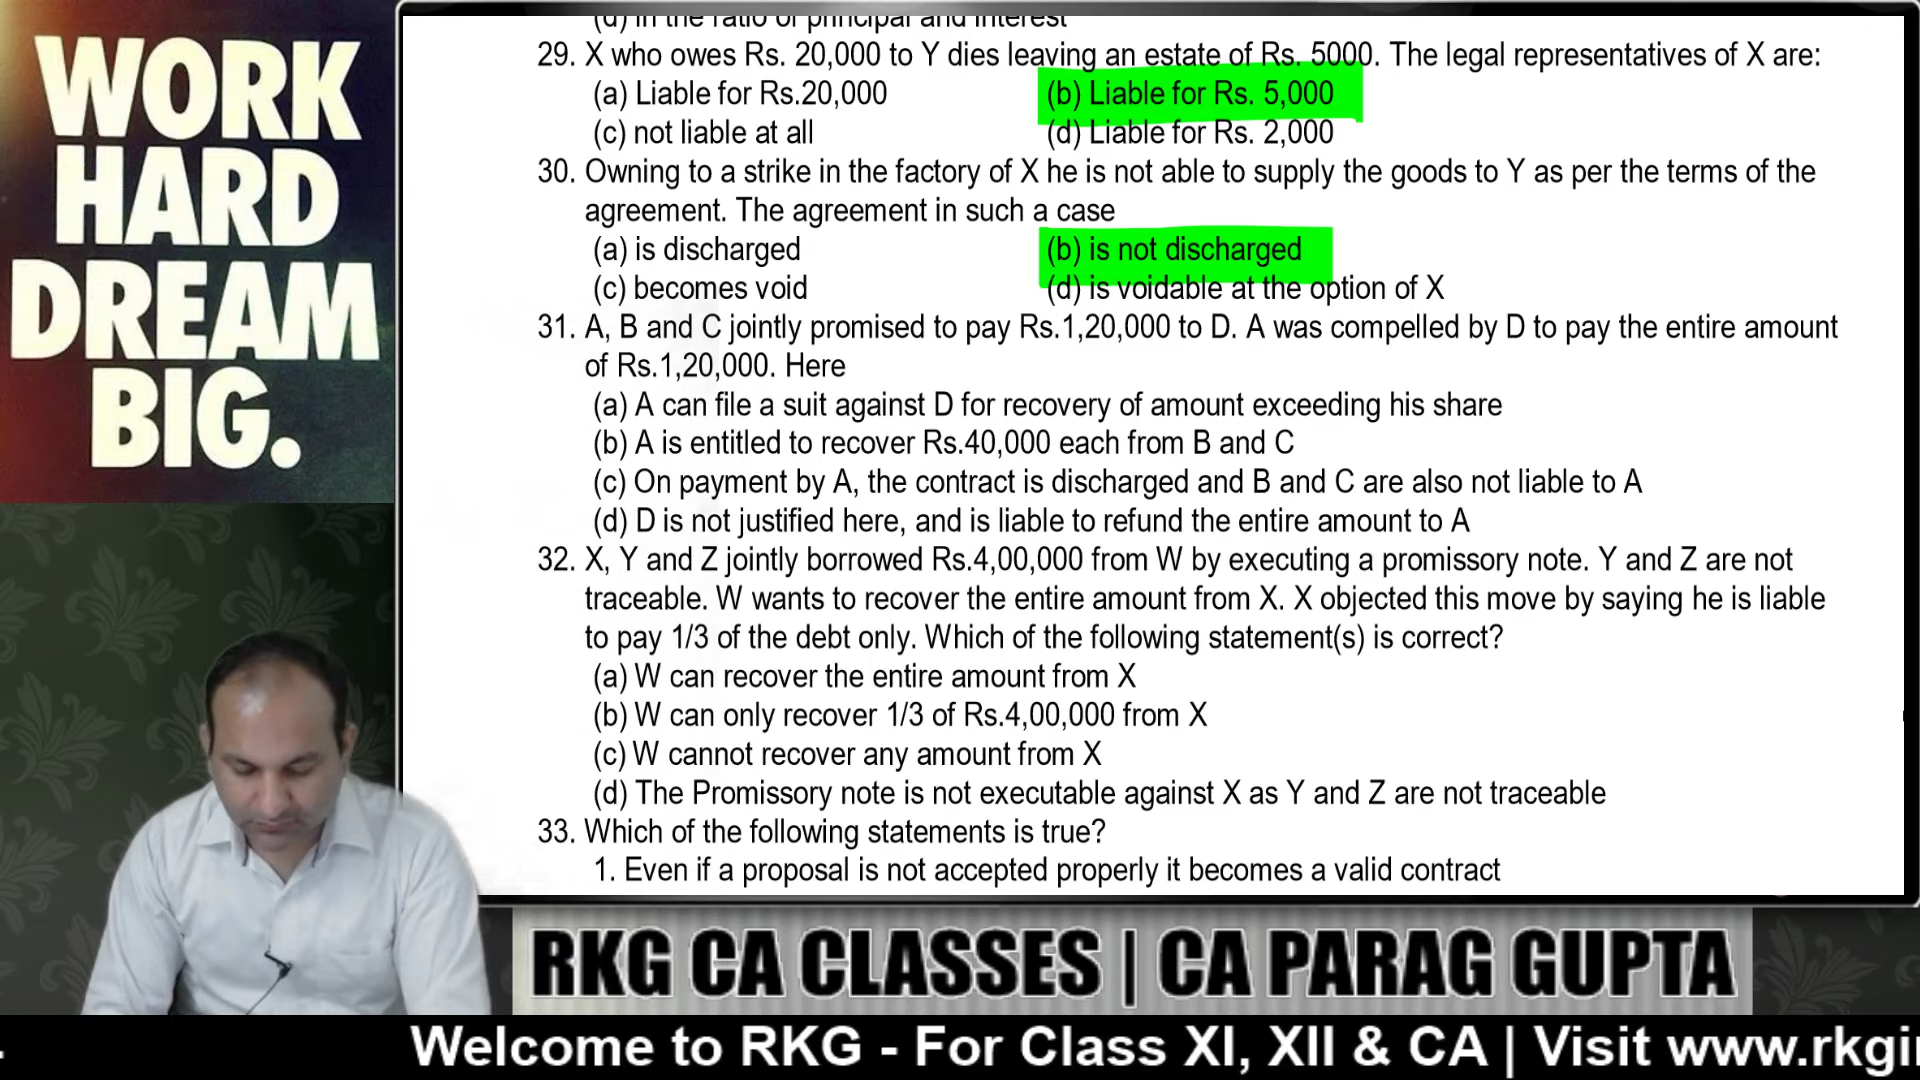 WORK
HARD
DREAM
BIG.
(d) in the ratio of principal and interest
29. X who owes Rs. 20,000 to Y dies leaving an estate of Rs. 5000. The legal representatives of X are:
(a) Liable for Rs.20,000 (b) Liable for Rs. 5,000
(c) not liable at all (d) Liable for Rs. 2,000
30. Owning to a strike in the factory of X he is not able to supply the goods to Y as per the terms of the
agreement. The agreement in such a case
(a) is discharged (b) is not discharged
(c) becomes void (d) is voidable at the option of X
31. A, B and C jointly promised to pay Rs.1,20,000 to D. A was compelled by D to pay the entire amount
of Rs.1,20,000. Here
(a) A can file a suit against D for recovery of amount exceeding his share
(b) A is entitled to recover Rs.40,000 each from B and C
(c) On payment by A, the contract is discharged and B and C are also not liable to A
(d) D is not justified here, and is liable to refund the entire amount to A
32. X, Y and Z jointly borrowed Rs.4,00,000 from W by executing a promissory note. Y and Z are not
traceable. W wants to recover the entire amount from X. X objected this move by saying he is liable
to pay 1/3 of the debt only. Which of the following statement(s) is correct?
(a) W can recover the entire amount from X
(b) W can only recover 1/3 of Rs.4,00,000 from X
(c) W cannot recover any amount from X
(d) The Promissory note is not executable against X as Y and Z are not traceable
33. Which of the following statements is true?
1. Even if a proposal is not accepted properly it becomes a valid contract
RKG CA CLASSES | CA PARAG GUPTA
Welcome to RKG - For Class XI, XII & CA | Visit